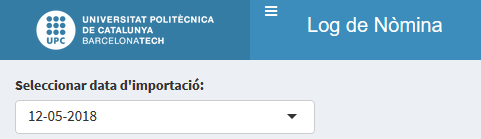 UNIVERSITAT POLITÈCNICA
DE CATALUNYA
BARCELONATECH
UPC
Log de Nòmina
Seleccionar data d'importació:
12-05-2018